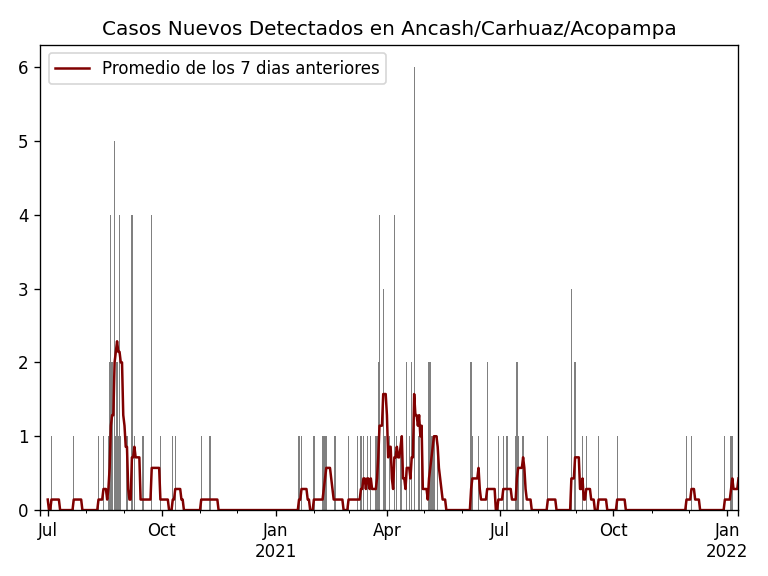 Casos Nuevos Detectados en Ancash/Carhuaz/Acopampa
Promedio de los 7 dias anteriores
6
5
4
3
2
1
0
Jul Oct Jan Apr Jul Oct Jan
2021 2022